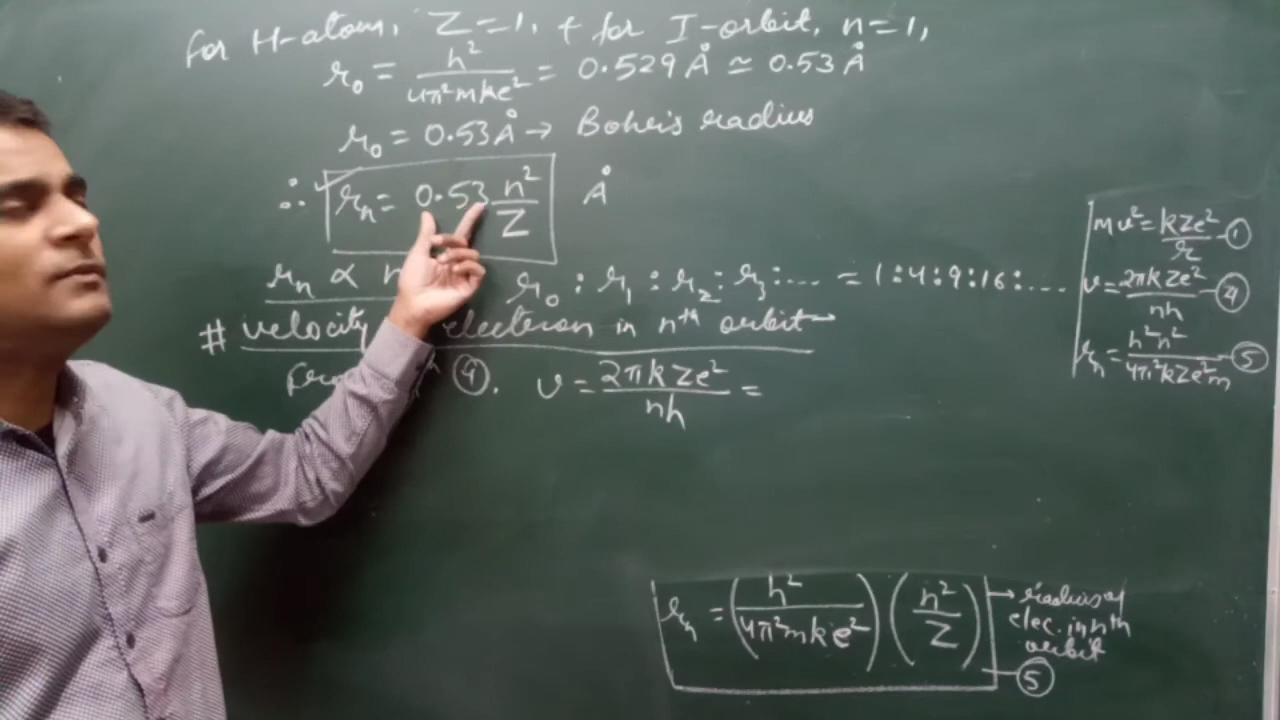 For H-atom, Z=1, + for I-orbit, n=1,
r₀ = h²/4π²mke² = 0.529Å ≃ 0.53Å
r₀ = 0.53Å → Bohr's radius
∴ rₙ = 0.53 n²/Z Å
rₙ ∝ n
r₀ : r₁ : r₂ : r₃ : .... = 1:4:9:16:....
# velocity electron in nth orbit→
④. v = 2πkZe²/nh =
mv² = kZe²/r —①
v = 2πkZe²/nh —④
rₙ = h²n²/4π²kZe²m —⑤
rₙ = (h²/4π²mke²)(n²/Z) → radius of
elec. in nth
orbit
—⑤